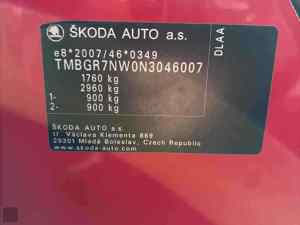 ŠKODA AUTO a.s.
e8*2007/46*0349
TMBGR7NW0N3046007
1760 kg
2960 kg
1- 900 kg
2- 900 kg
DLAA
ŠKODA AUTO a.s.
tř. Václava Klementa 869
29301 Mladá Boleslav, Czech Republic
www.skoda-auto.com